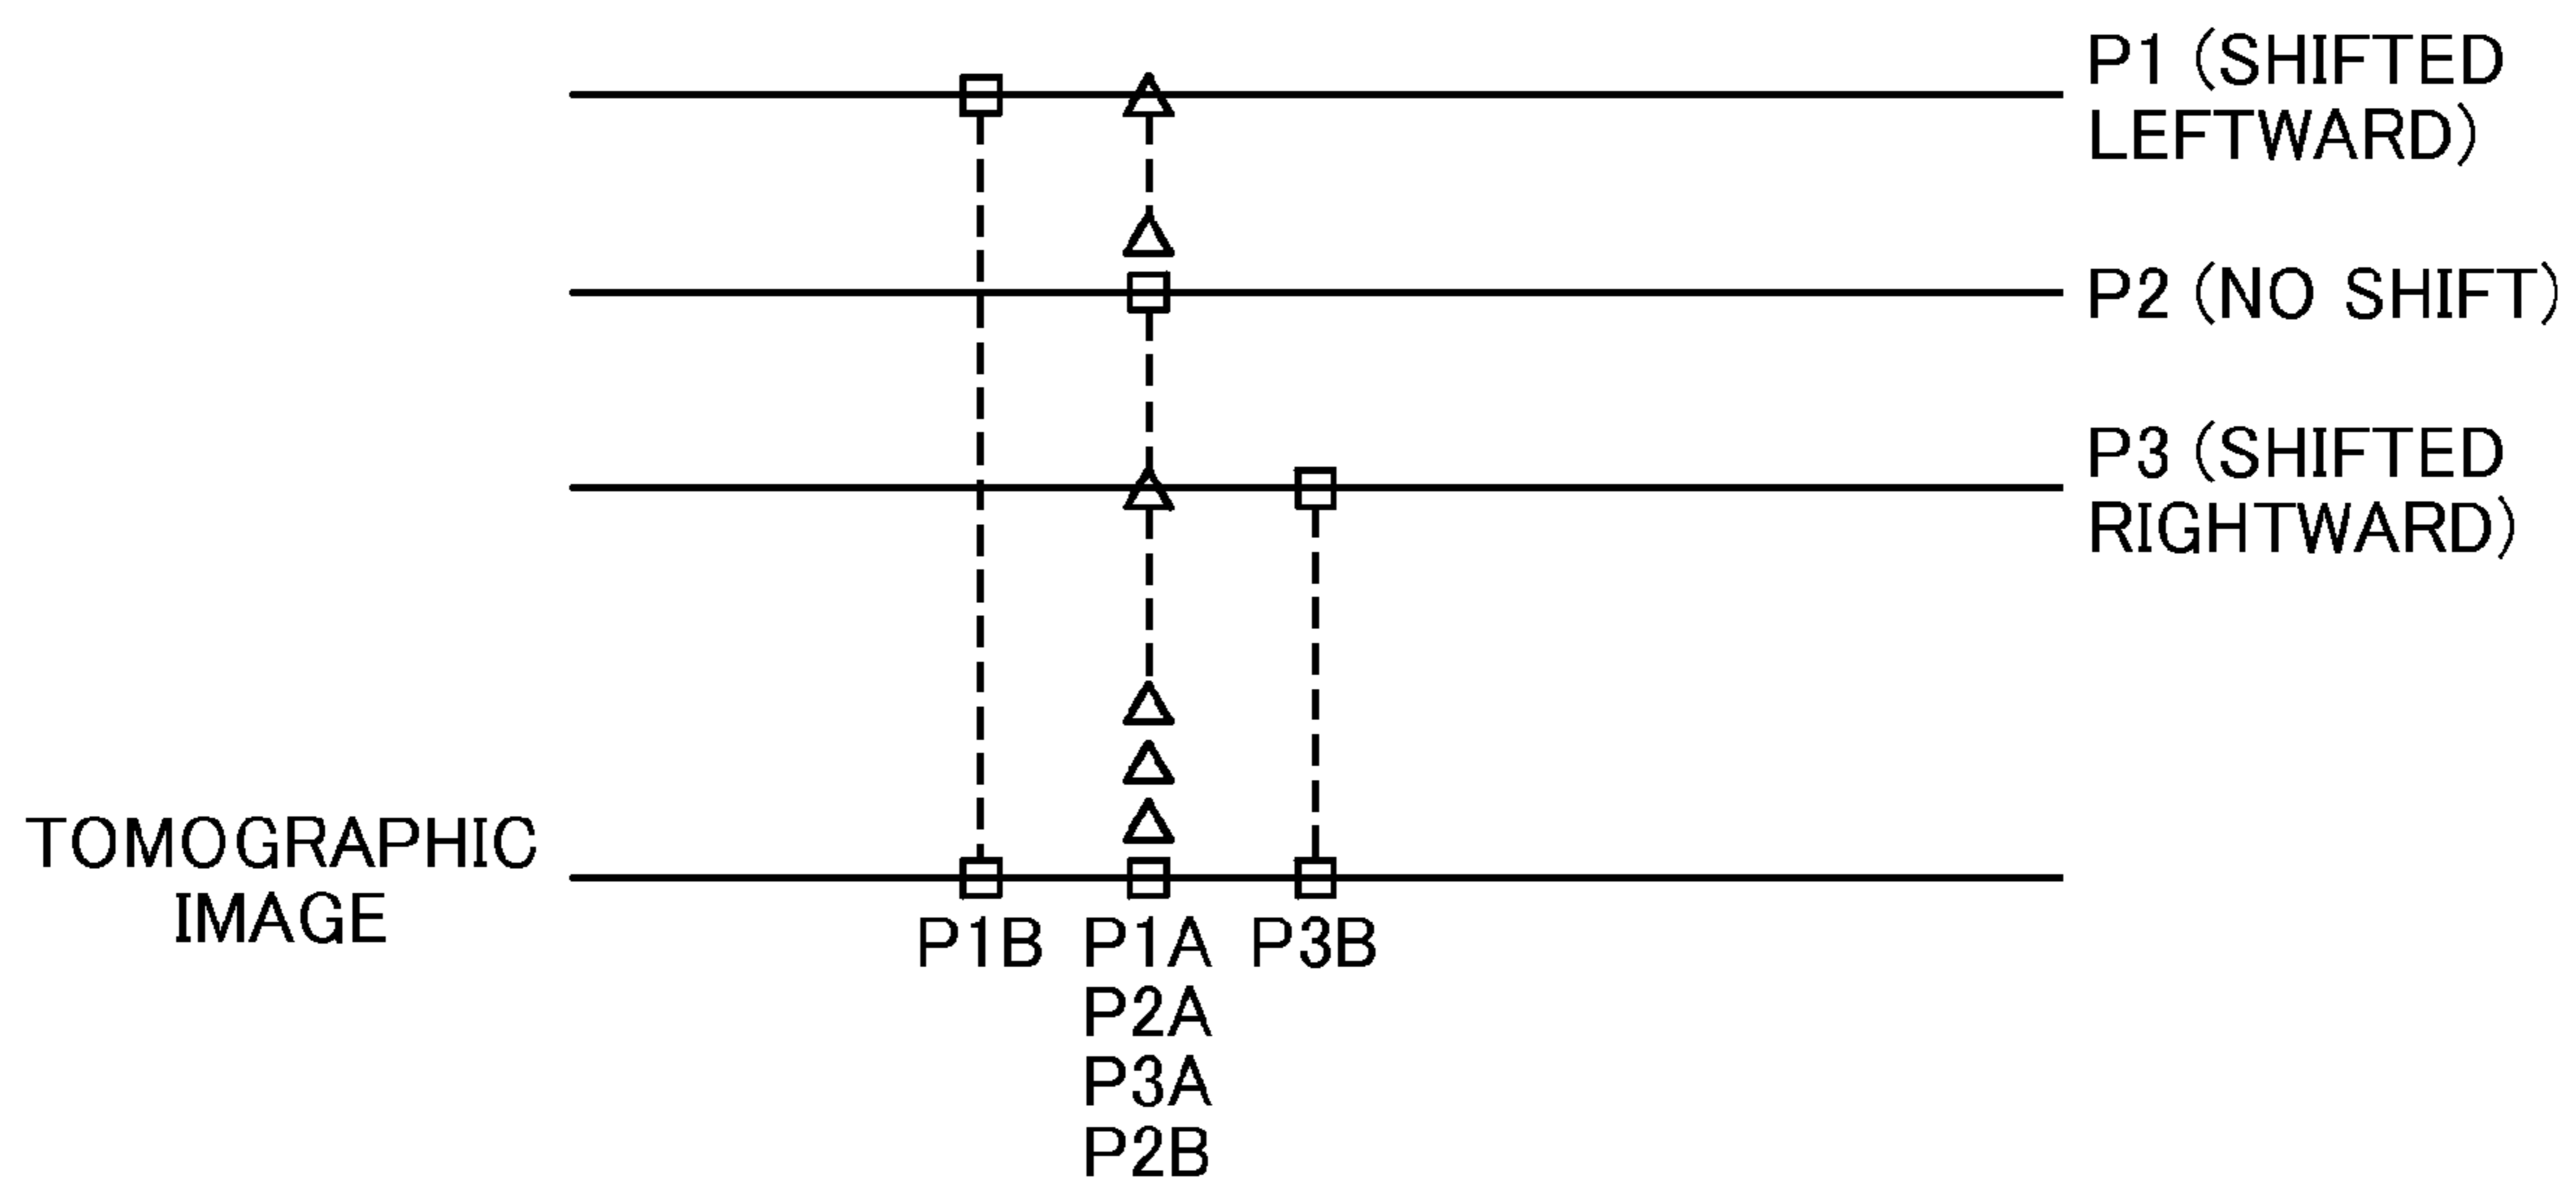 P1 (SHIFTED
LEFTWARD)
P2 (NO SHIFT)
P3 (SHIFTED
RIGHTWARD)
TOMOGRAPHIC
IMAGE
P1B P1A P3B
P2A
P3A
P2B